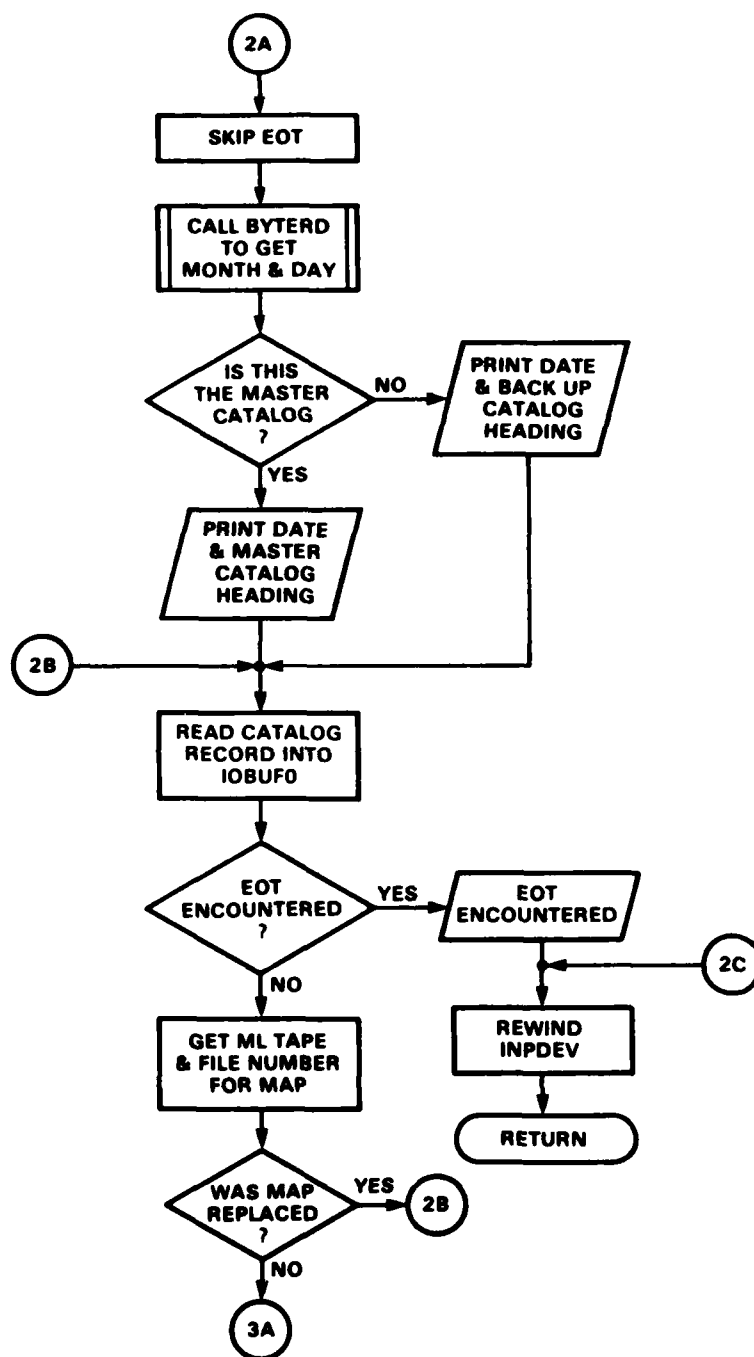 2A
SKIP EOT
CALL BYTERD
TO GET
MONTH & DAY
IS THIS
THE MASTER
CATALOG
?
NO
PRINT DATE
& BACK UP
CATALOG
HEADING
YES
PRINT DATE
& MASTER
CATALOG
HEADING
2B
READ CATALOG
RECORD INTO
IOBUF0
EOT
ENCOUNTERED
?
YES
EOT
ENCOUNTERED
2C
NO
GET ML TAPE
& FILE NUMBER
FOR MAP
REWIND
INPDEV
RETURN
WAS MAP
REPLACED
?
YES
2B
NO
3A